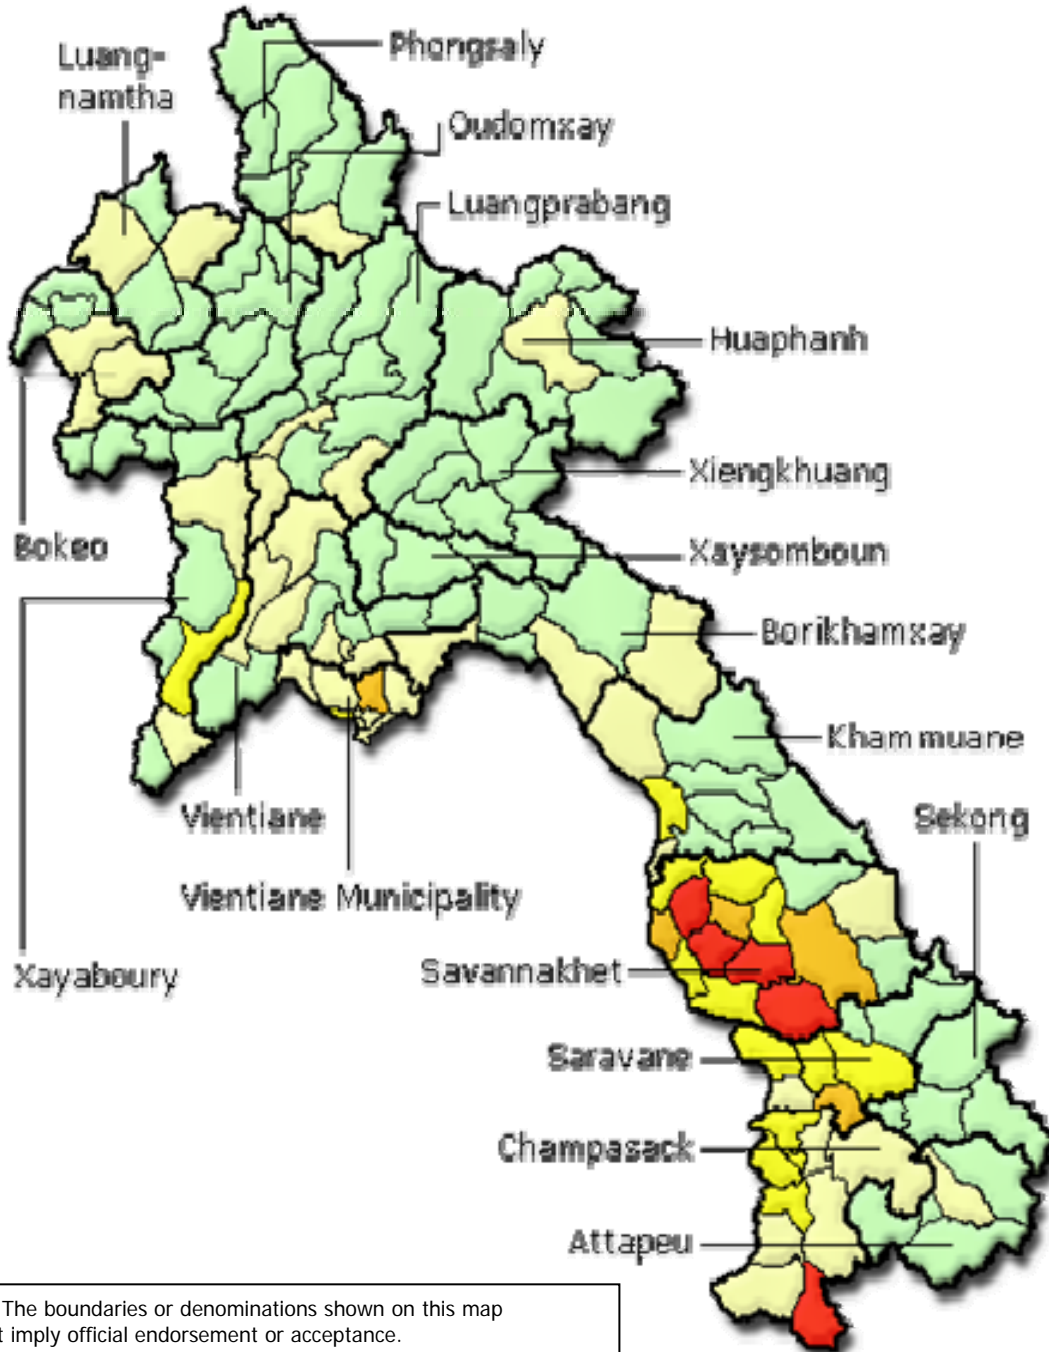 Phongsaly
Luang-
namtha
Oudomxay
Luangprabang
Huaphanh
Xiengkhuang
Bokeo
Xaysomboun
Borikhamxay
Khammuane
Vientiane
Sekong
Vientiane Municipality
Xayaboury
Savannakhet
Saravane
Champasack
Attapeu
The boundaries or denominations shown on this map
t imply official endorsement or acceptance.